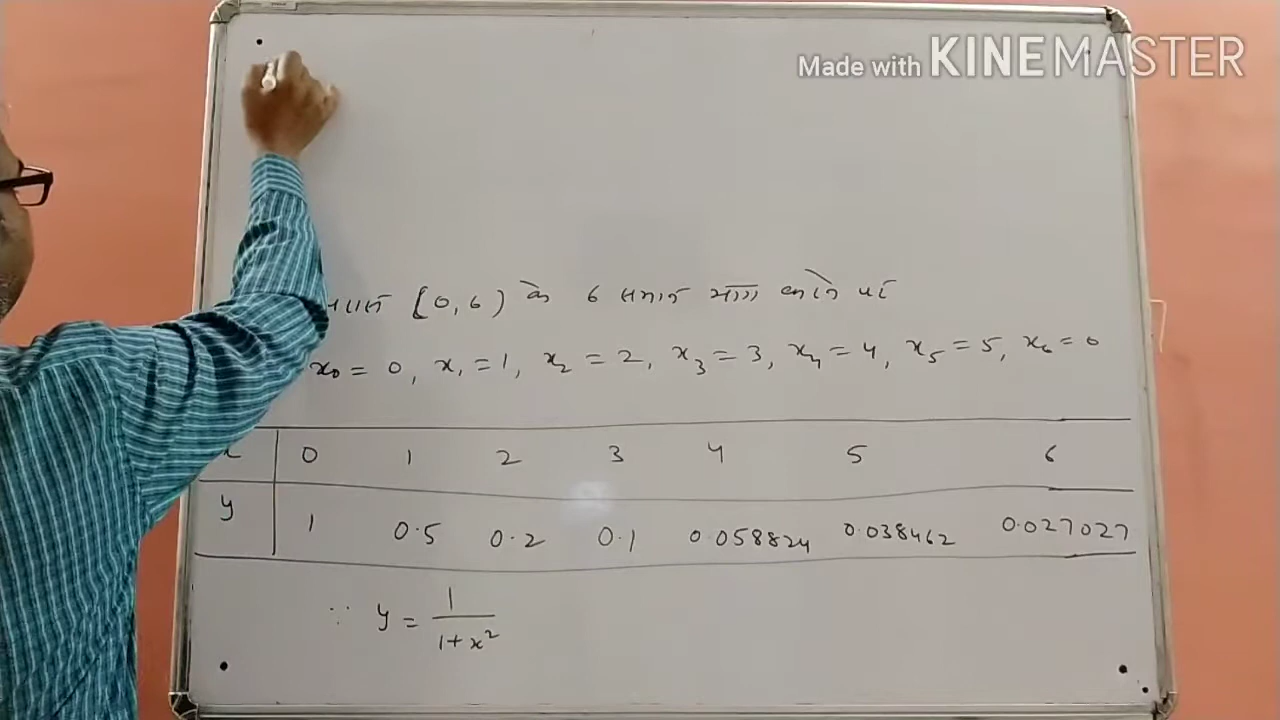 Made with KINEMASTER
[0, 6) के 6 समान भाग करने पर
x₀ = 0, x₁ = 1, x₂ = 2, x₃ = 3, x₄ = 4, x₅ = 5, x₆ = 0
0 1 2 3 4 5 6
y 1 0.5 0.2 0.1 0.058824 0.038462 0.027027
∵ y = 1/(1+x²)